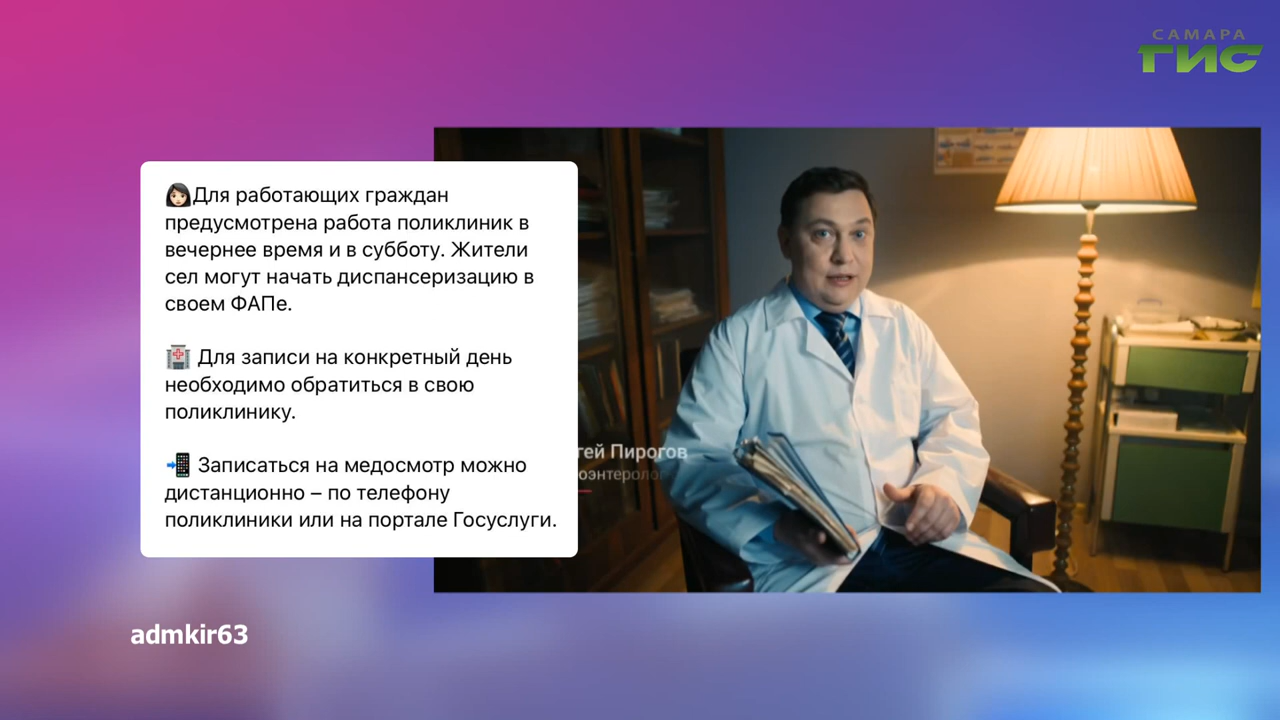 САМАРА
ГИС
Для работающих граждан
предусмотрена работа поликлиник в
вечернее время и в субботу. Жители
сел могут начать диспансеризацию в
своем ФАПе.
Для записи на конкретный день
необходимо обратиться в свою
поликлинику.
Записаться на медосмотр можно
дистанционно – по телефону
поликлиники или на портале Госуслуги.
гей Пирогов
admkir63